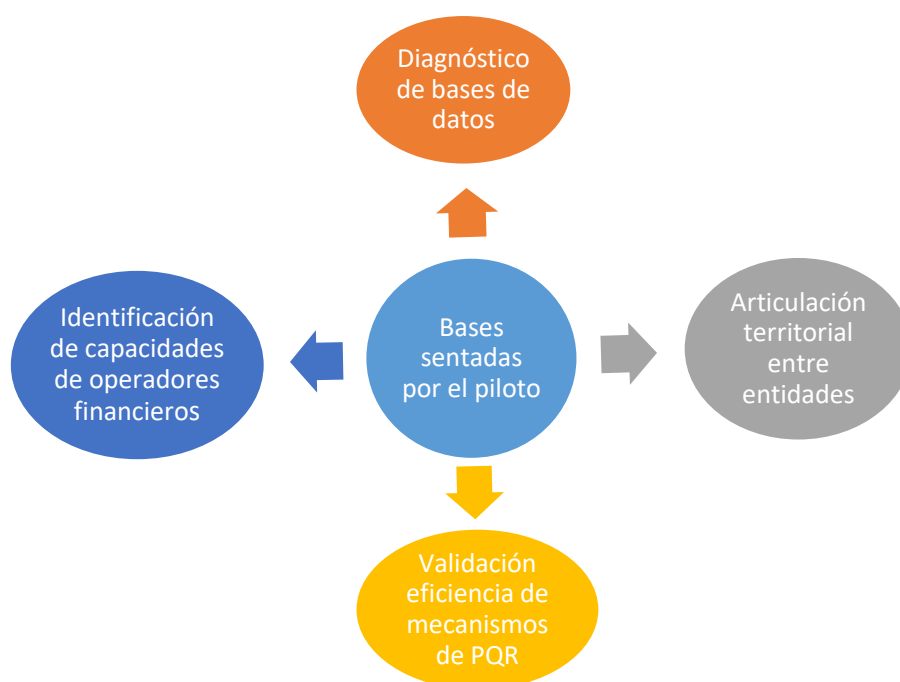 Diagnóstico
de bases de
datos
Identificación
de capacidades
de operadores
financieros
Bases
sentadas
por el piloto
Articulación
territorial
entre
entidades
Validación
eficiencia de
mecanismos
de PQR